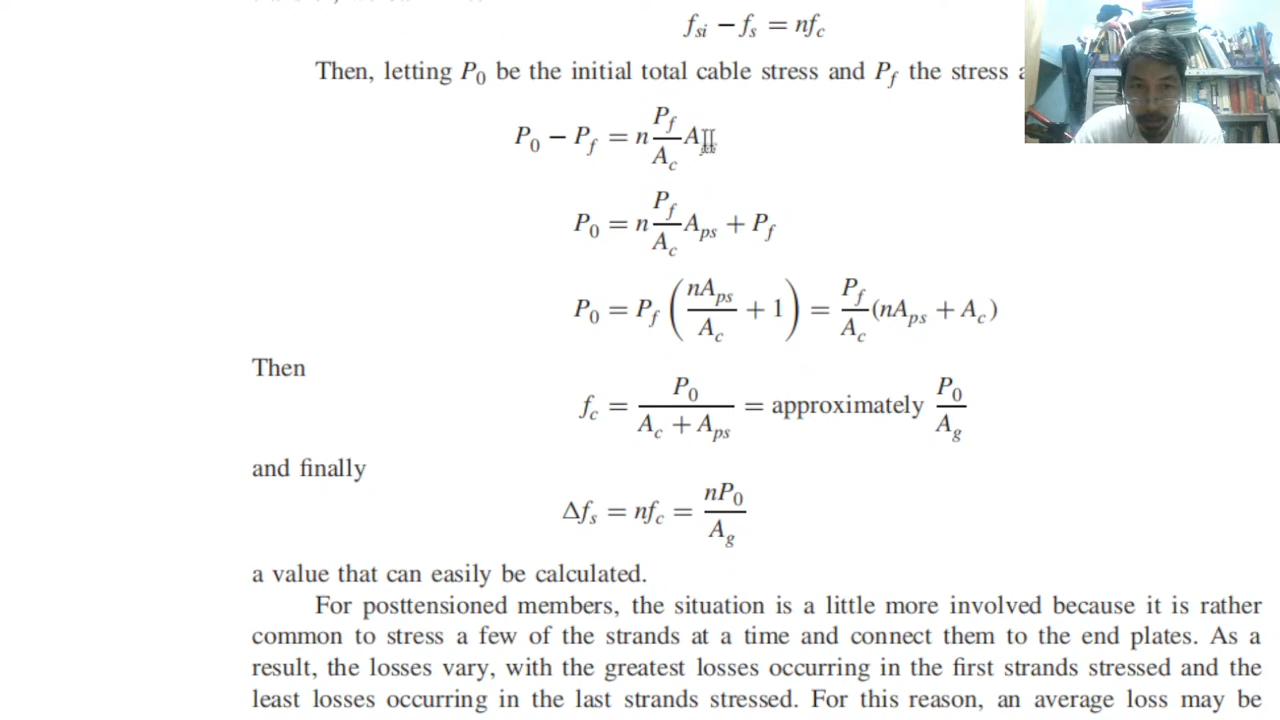 f_si − f_s = nf_c
Then, letting P_0 be the initial total cable stress and P_f the stress
P_0 − P_f = n P_f/A_c A
P_0 = n P_f/A_c A_ps + P_f
P_0 = P_f (nA_ps/A_c + 1) = P_f/A_c (nA_ps + A_c)
Then
f_c = P_0/(A_c + A_ps) = approximately P_0/A_g
and finally
Δf_s = nf_c = nP_0/A_g
a value that can easily be calculated.
For posttensioned members, the situation is a little more involved because it is rather
common to stress a few of the strands at a time and connect them to the end plates. As a
result, the losses vary, with the greatest losses occurring in the first strands stressed and the
least losses occurring in the last strands stressed. For this reason, an average loss may be